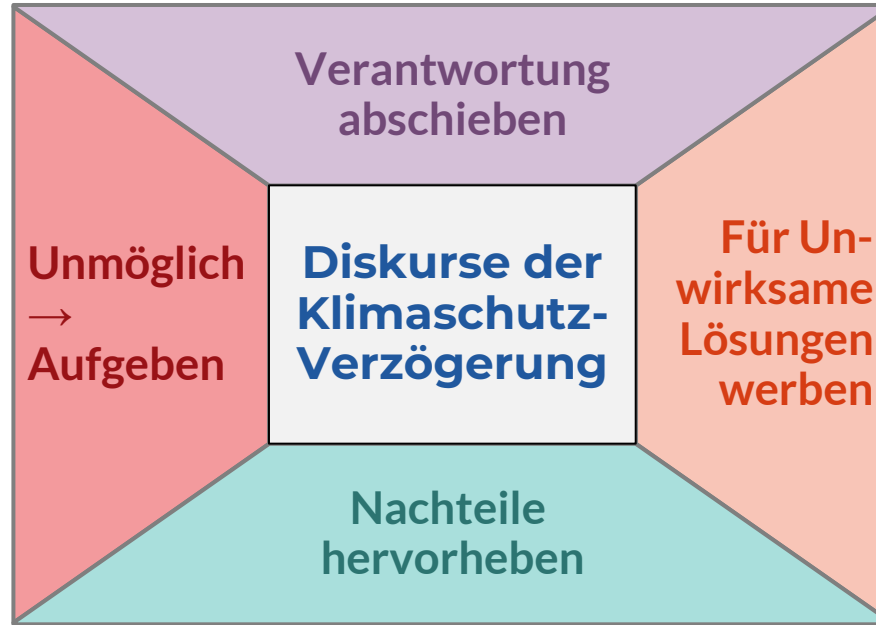 Verantwortung
abschieben
Unmöglich
→
Aufgeben
Diskurse der
Klimaschutz-
Verzögerung
Für Un-
wirksame
Lösungen
werben
Nachteile
hervorheben